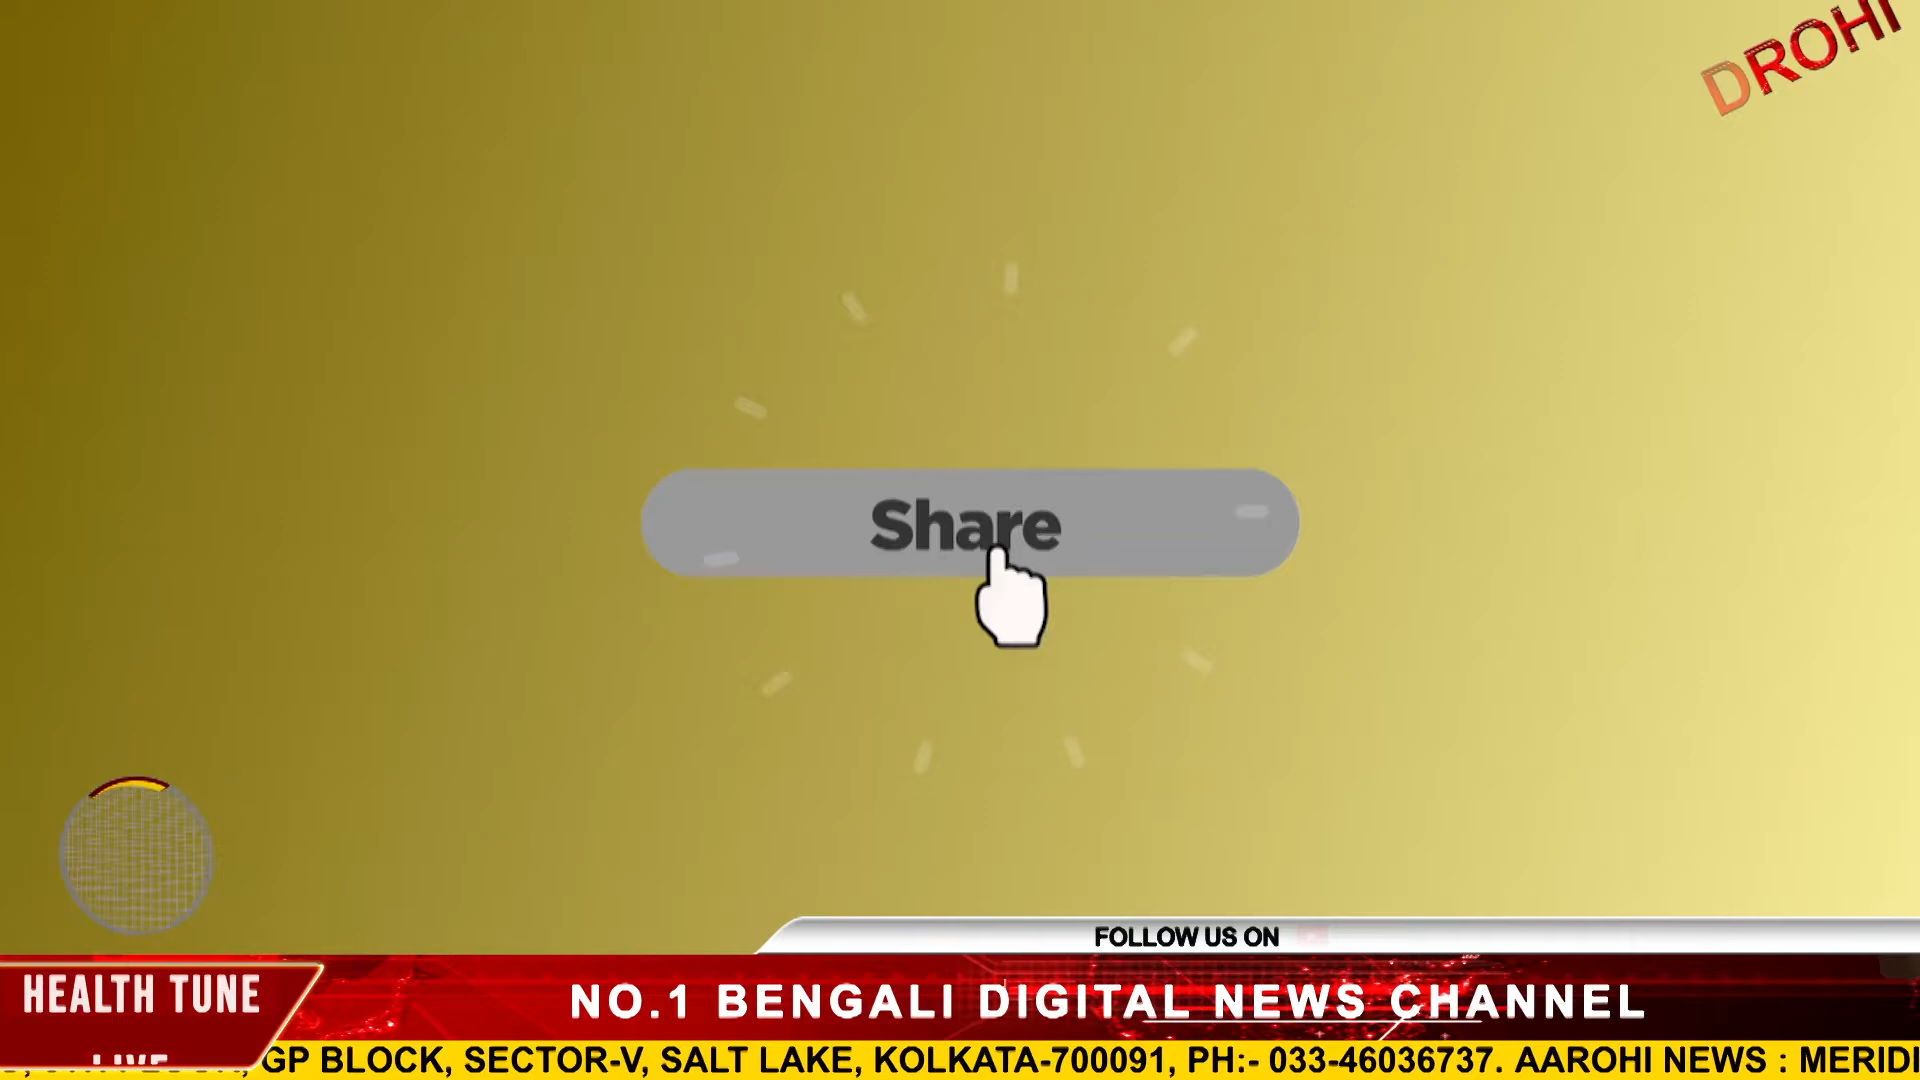 DROHI
Share
FOLLOW US ON
HEALTH TUNE
LIVE
NO.1 BENGALI DIGITAL NEWS CHANNEL
GP BLOCK, SECTOR-V, SALT LAKE, KOLKATA-700091, PH:- 033-46036737. AAROHI NEWS : MERIDI